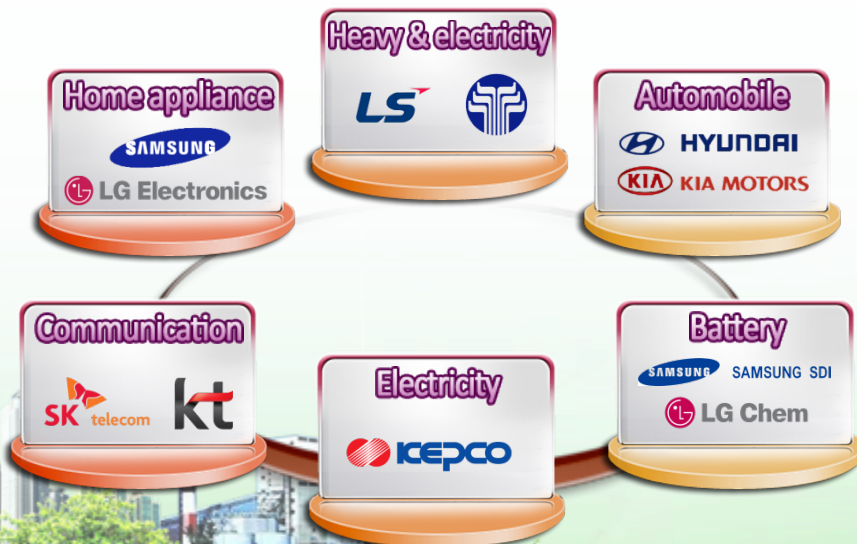 Heavy & electricity
LS
Home appliance
SAMSUNG
LG Electronics
Automobile
HYUNDAI
KIA KIA MOTORS
Communication
SK telecom
kt
Electricity
KEPCO
Battery
SAMSUNG SAMSUNG SDI
LG Chem